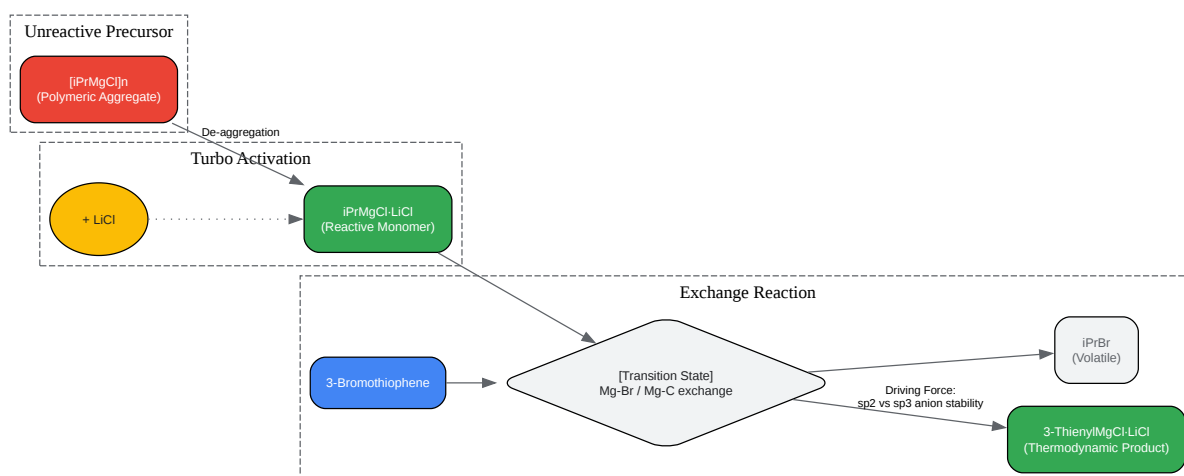 Unreactive Precursor
[iPrMgCl]n
(Polymeric Aggregate)
De-aggregation
Turbo Activation
+ LiCl
iPrMgCl·LiCl
(Reactive Monomer)
Exchange Reaction
3-Bromothiophene
[Transition State]
Mg-Br / Mg-C exchange
iPrBr
(Volatile)
Driving Force:
sp2 vs sp3 anion stability
3-ThienylMgCl·LiCl
(Thermodynamic Product)